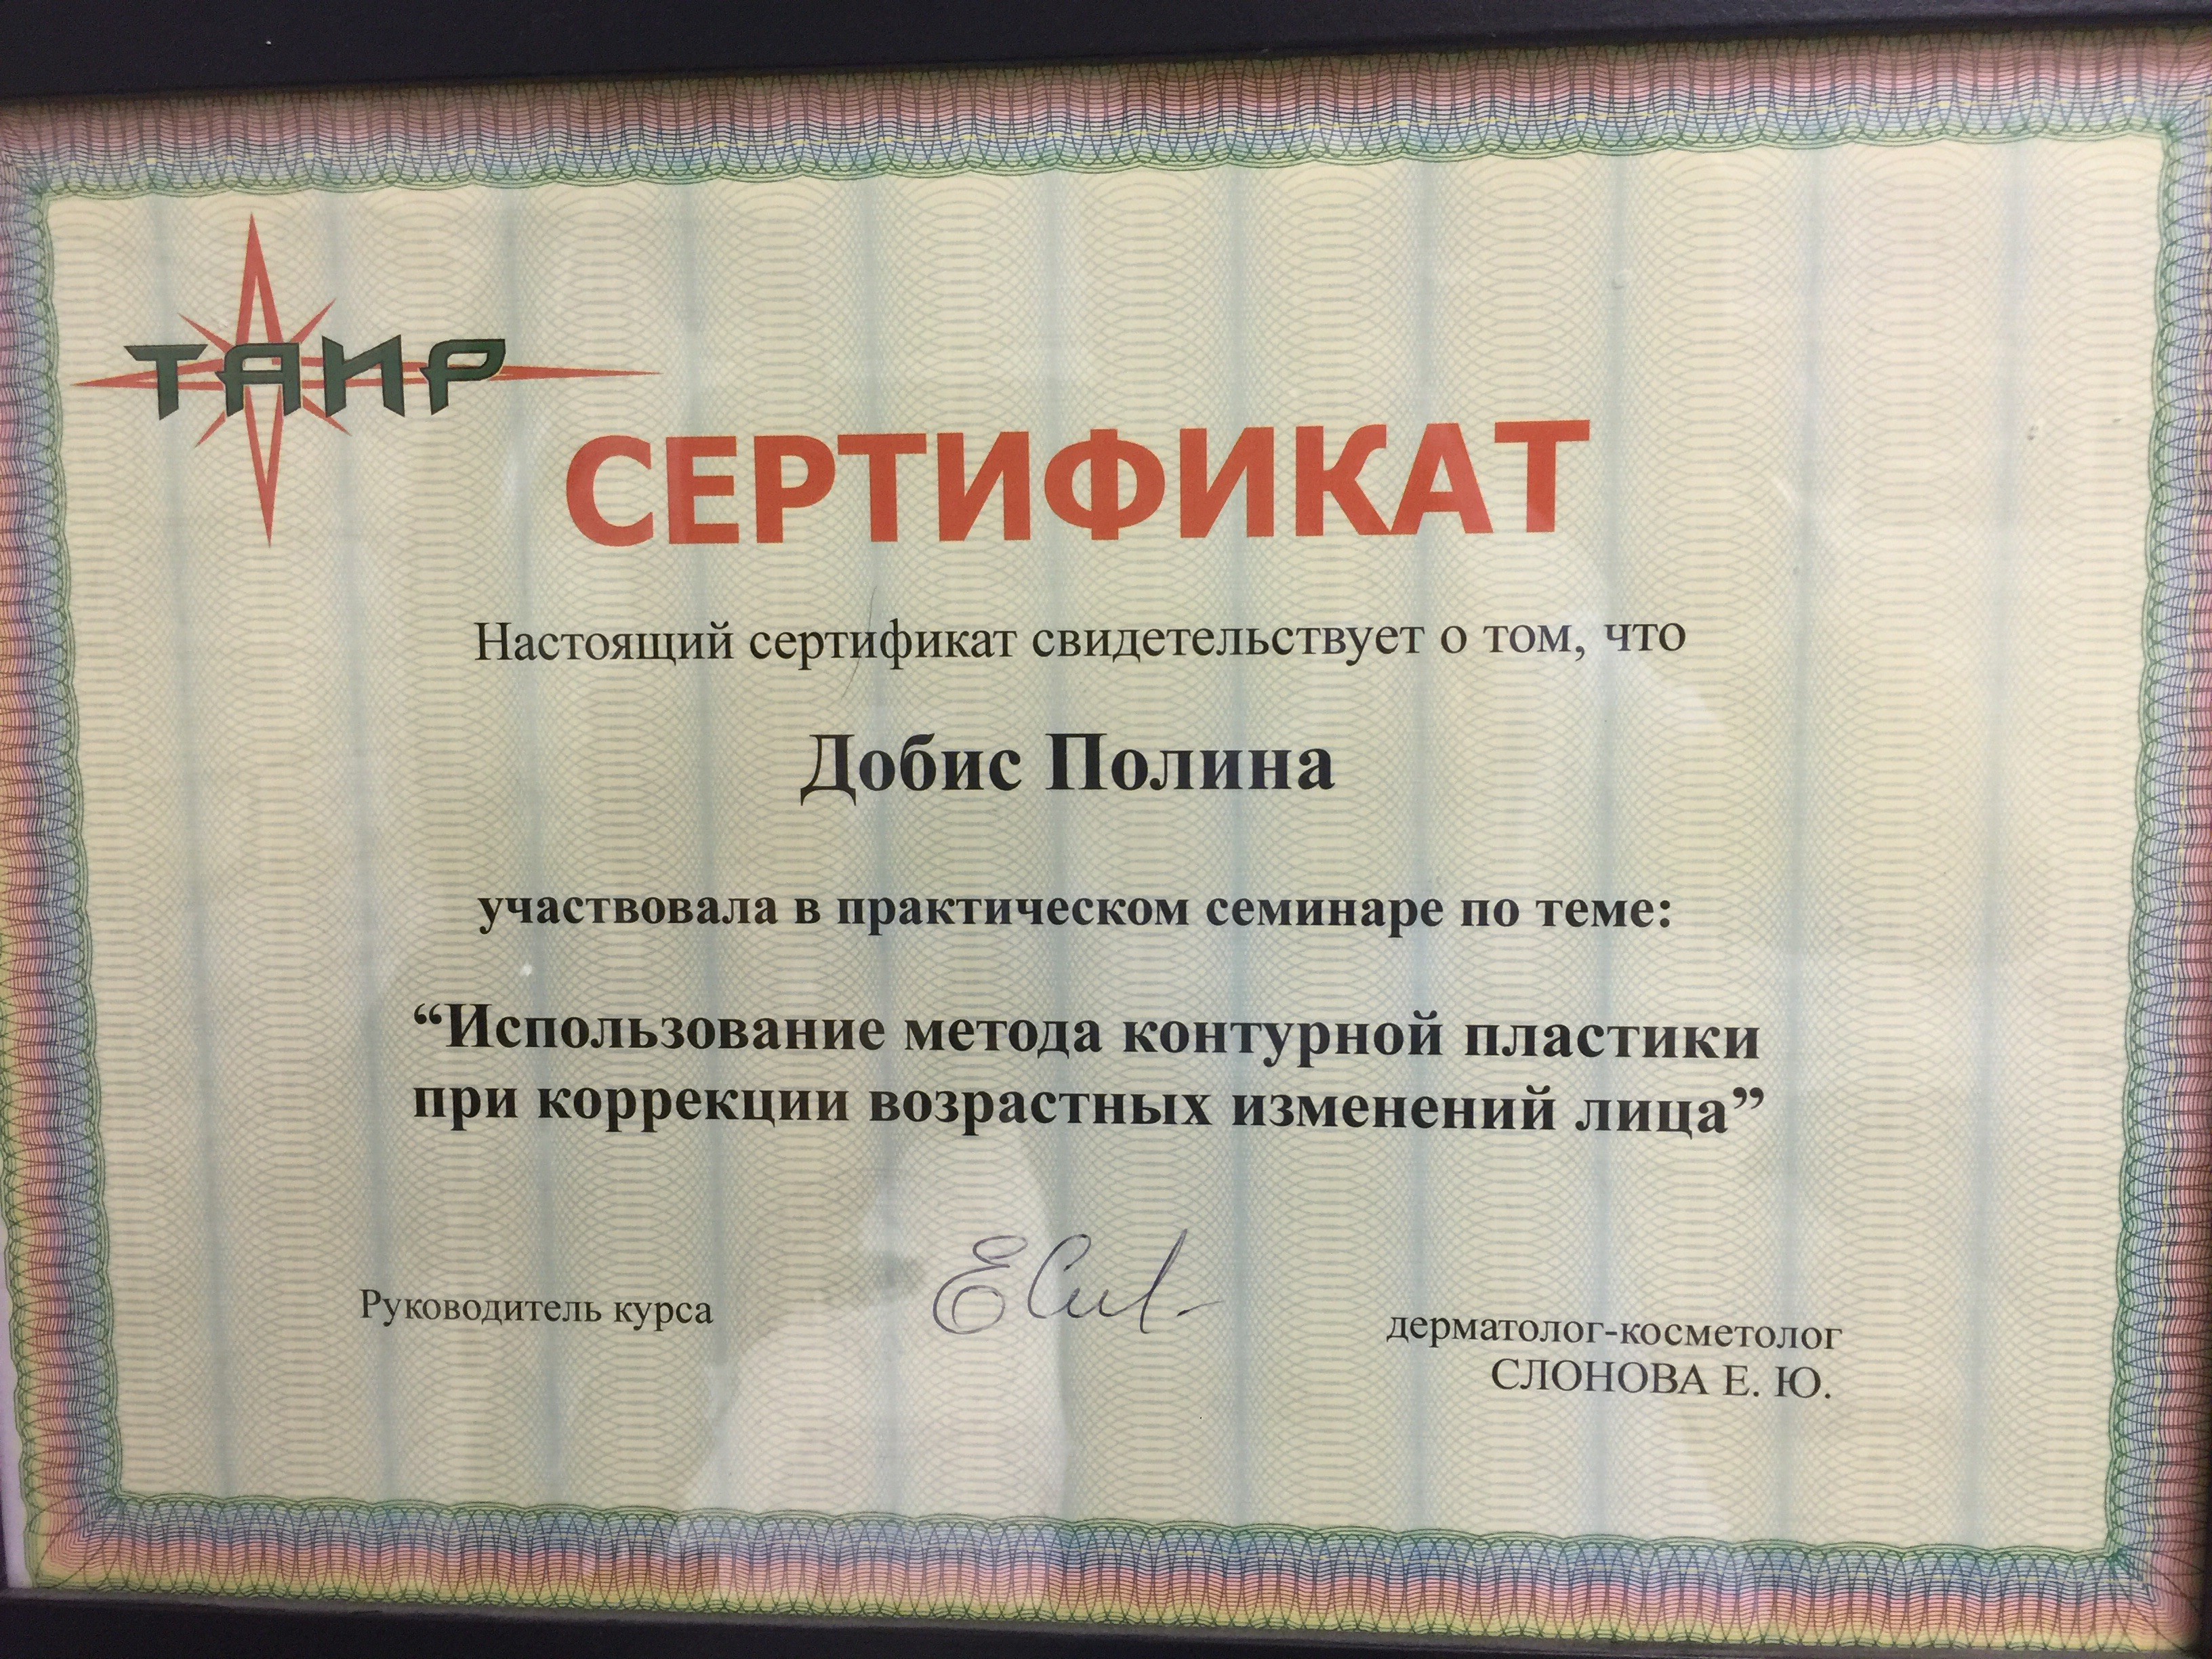 ТАИР
СЕРТИФИКАТ
Настоящий сертификат свидетельствует о том, что
Добис Полина
участвовала в практическом семинаре по теме:
“Использование метода контурной пластики
при коррекции возрастных изменений лица”
Руководитель курса
дерматолог-косметолог
СЛОНОВА Е. Ю.